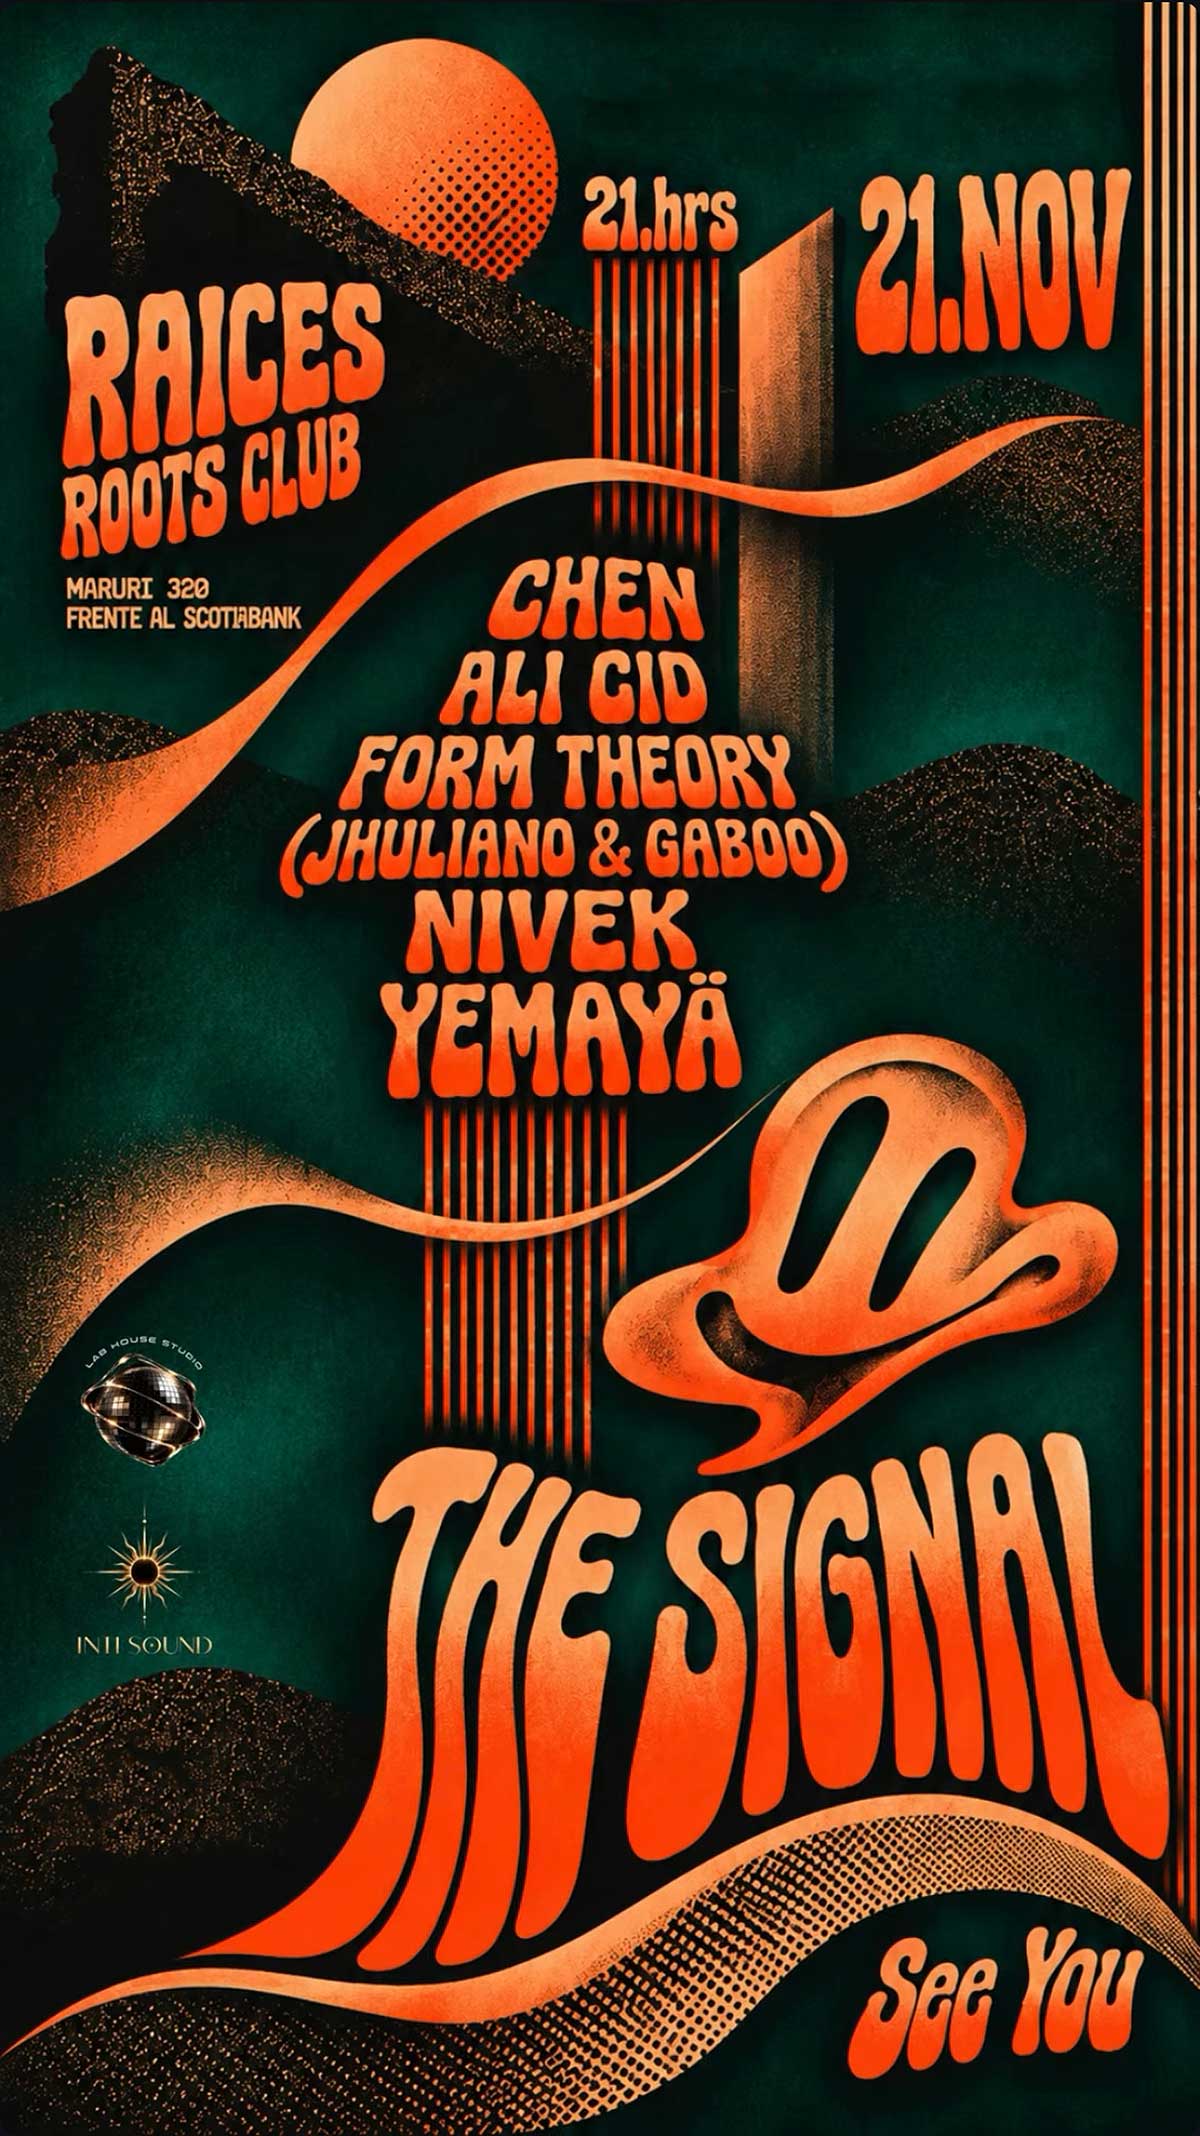 21.hrs
21.NOV
RAICES
ROOTS CLUB
MARURI 320
FRENTE AL SCOTIABANK
CHEN
ALI CID
FORM THEORY
(JHULIANO & GABOO)
NIVEK
YEMAYÄ
LAB HOUSE STUDIO
INTI SOUND
THE SIGNAL
See You